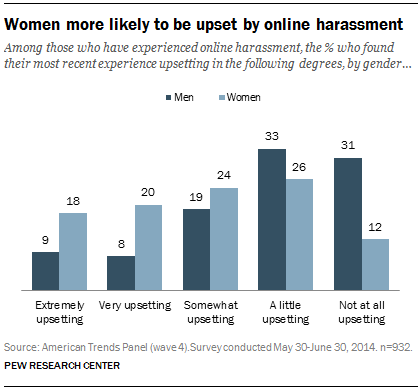 Women more likely to be upset by online harassment
Among those who have experienced online harassment, the % who found
their most recent experience upsetting in the following degrees, by gender...
Men Women
9 18 8 20 19 24 33 26 31 12
Extremely upsetting Very upsetting Somewhat upsetting A little upsetting Not at all upsetting
Source: American Trends Panel (wave 4). Survey conducted May 30-June 30, 2014. n=932.
PEW RESEARCH CENTER